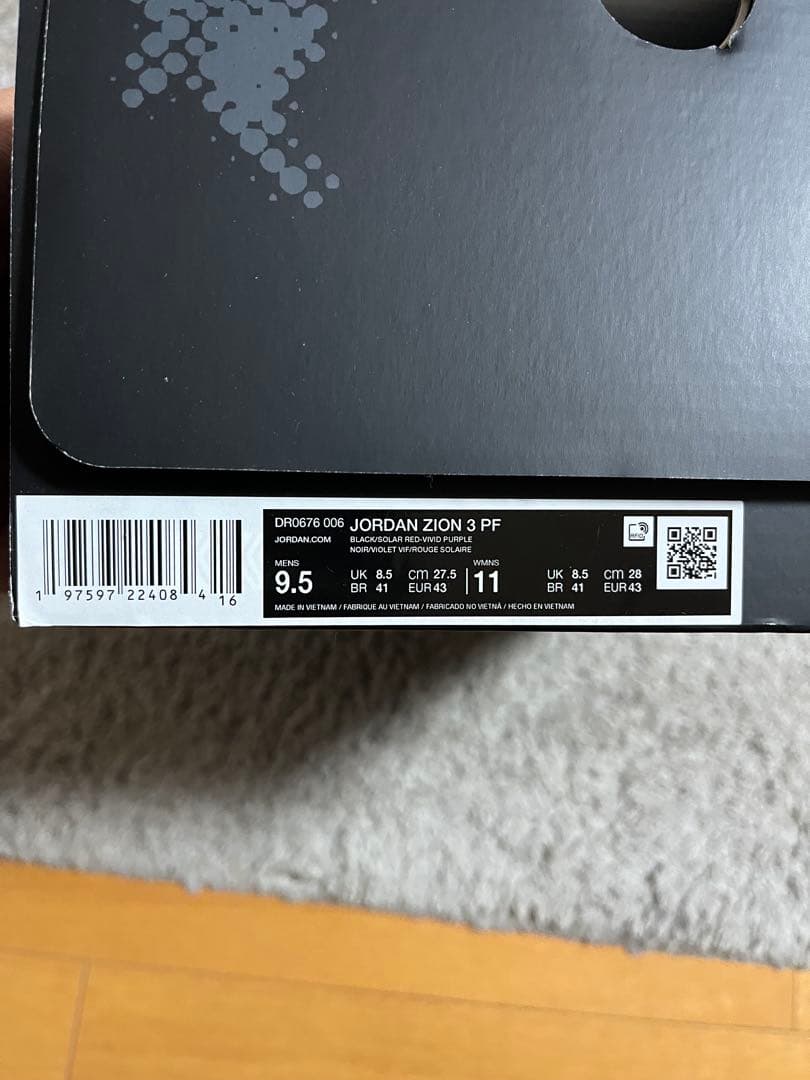 DR0676 006 JORDAN ZION 3 PF
JORDAN.COM
BLACK/SOLAR RED-VIVID PURPLE
NOIR/VIOLET VIF/ROUGE SOLAIRE
RFID
MENS
9.5
UK 8.5 cm 27.5
BR 41 EUR 43
WMNS
11
UK 8.5 cm 28
BR 41 EUR 43
MADE IN VIETNAM / FABRIQUE AU VIETNAM / FABRICADO NO VIETNÃ / HECHO EN VIETNAM
1 97597 22408 4 16